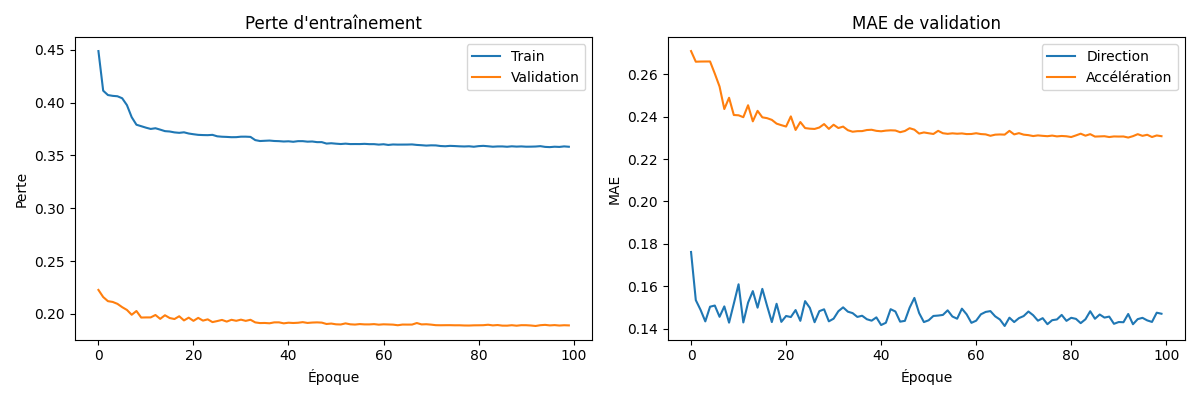 Perte d'entraînement
Train
Validation
0.45
0.40
0.35
0.30
0.25
0.20
Perte
0
20
40
60
80
100
Époque
MAE de validation
Direction
Accélération
0.26
0.24
0.22
0.20
0.18
0.16
0.14
MAE
0
20
40
60
80
100
Époque